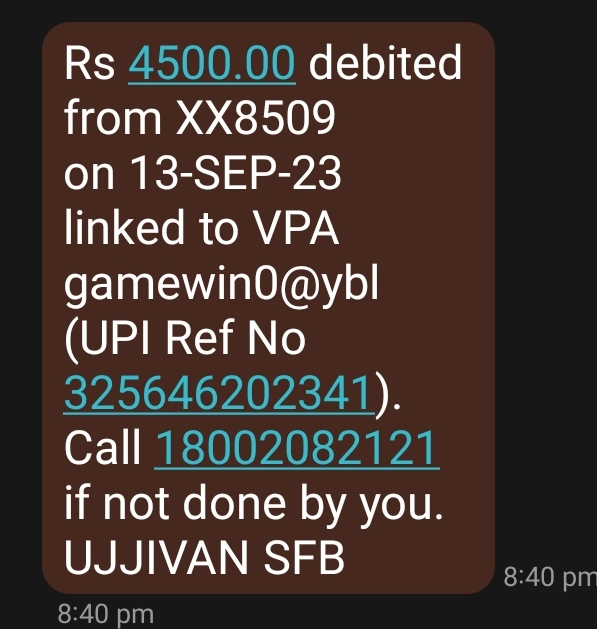 Rs 4500.00 debited
from XX8509
on 13-SEP-23
linked to VPA
gamewin0@ybl
(UPI Ref No
325646202341).
Call 18002082121
if not done by you.
UJJIVAN SFB
8:40 pm
8:40 pm